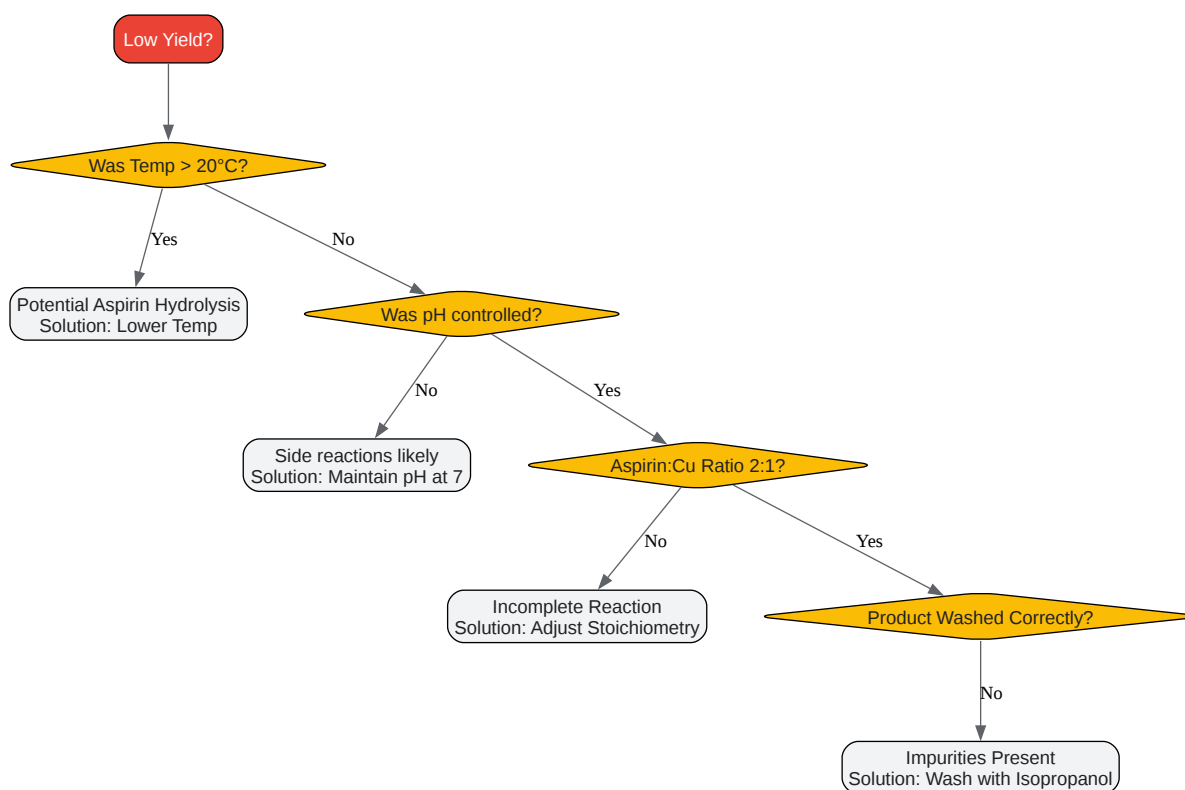 Low Yield?
Was Temp > 20°C?
Yes
No
Potential Aspirin Hydrolysis
Solution: Lower Temp
Was pH controlled?
No
Yes
Side reactions likely
Solution: Maintain pH at 7
Aspirin:Cu Ratio 2:1?
No
Yes
Incomplete Reaction
Solution: Adjust Stoichiometry
Product Washed Correctly?
No
Impurities Present
Solution: Wash with Isopropanol